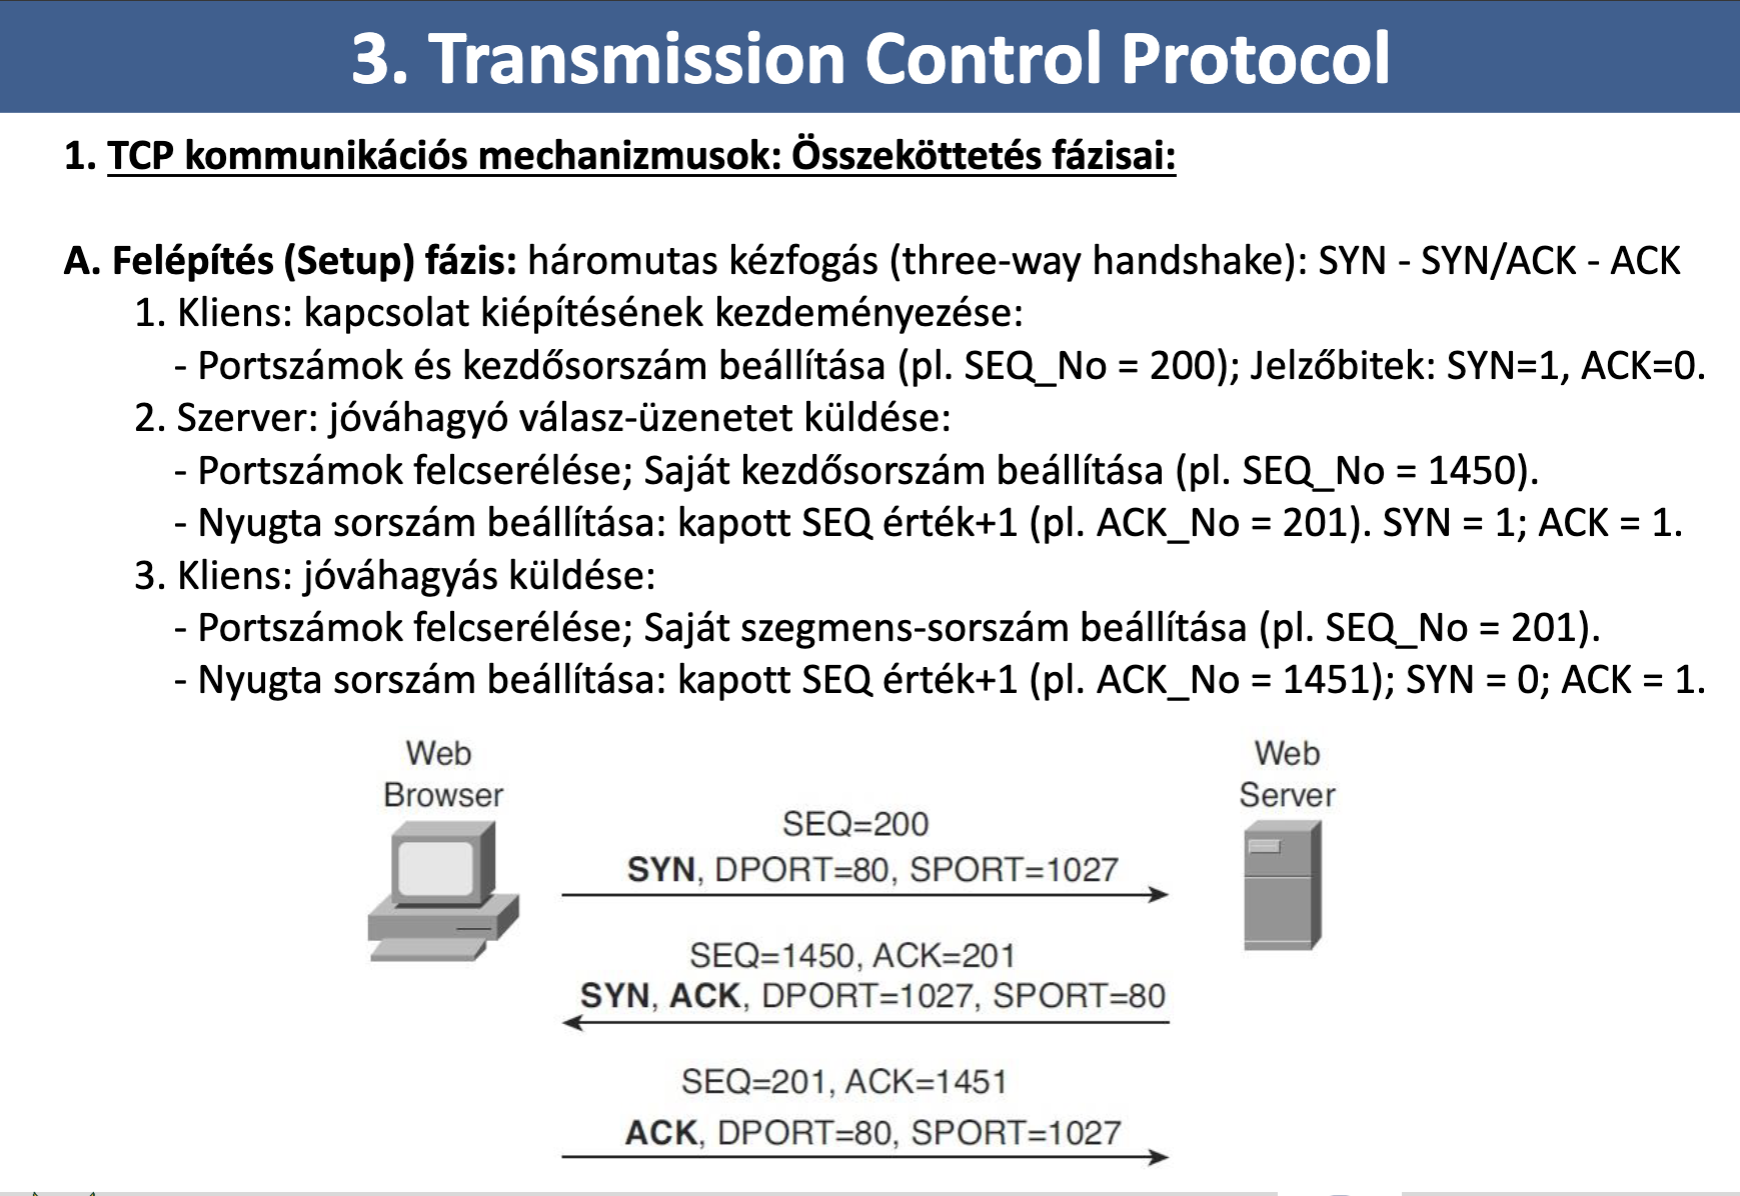 3. Transmission Control Protocol
1. TCP kommunikációs mechanizmusok: Összeköttetés fázisai:
A. Felépítés (Setup) fázis: háromutas kézfogás (three-way handshake): SYN - SYN/ACK - ACK
1. Kliens: kapcsolat kiépítésének kezdeményezése:
- Portszámok és kezdősorszám beállítása (pl. SEQ_No = 200); Jelzőbitek: SYN=1, ACK=0.
2. Szerver: jóváhagyó válasz-üzenetet küldése:
- Portszámok felcserélése; Saját kezdősorszám beállítása (pl. SEQ_No = 1450).
- Nyugta sorszám beállítása: kapott SEQ érték+1 (pl. ACK_No = 201). SYN = 1; ACK = 1.
3. Kliens: jóváhagyás küldése:
- Portszámok felcserélése; Saját szegmens-sorszám beállítása (pl. SEQ_No = 201).
- Nyugta sorszám beállítása: kapott SEQ érték+1 (pl. ACK_No = 1451); SYN = 0; ACK = 1.
Web
Browser
Web
Server
SEQ=200
SYN, DPORT=80, SPORT=1027
SEQ=1450, ACK=201
SYN, ACK, DPORT=1027, SPORT=80
SEQ=201, ACK=1451
ACK, DPORT=80, SPORT=1027